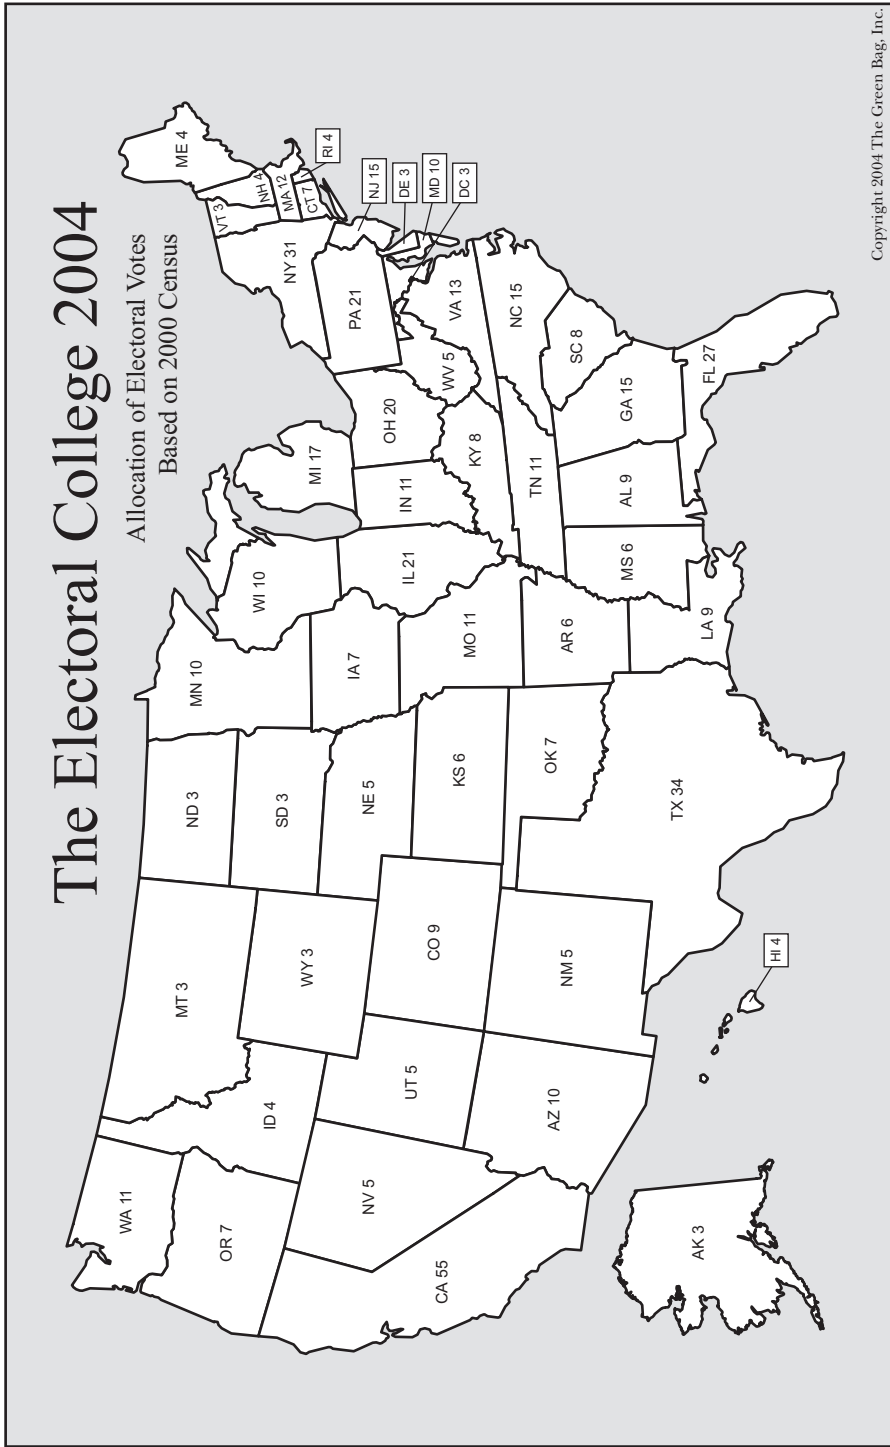 The Electoral College 2004
Allocation of Electoral Votes
Based on 2000 Census
WA 11
OR 7
CA 55
NV 5
ID 4
MT 3
WY 3
UT 5
AZ 10
CO 9
NM 5
ND 3
SD 3
NE 5
KS 6
OK 7
TX 34
MN 10
IA 7
MO 11
AR 6
LA 9
WI 10
IL 21
MI 17
IN 11
OH 20
KY 8
TN 11
MS 6
AL 9
GA 15
FL 27
SC 8
NC 15
VA 13
WV 5
PA 21
NY 31
VT 3
NH 4
ME 4
MA 12
CT 7
RI 4
NJ 15
DE 3
MD 10
DC 3
HI 4
AK 3
Copyright 2004 The Green Bag, Inc.